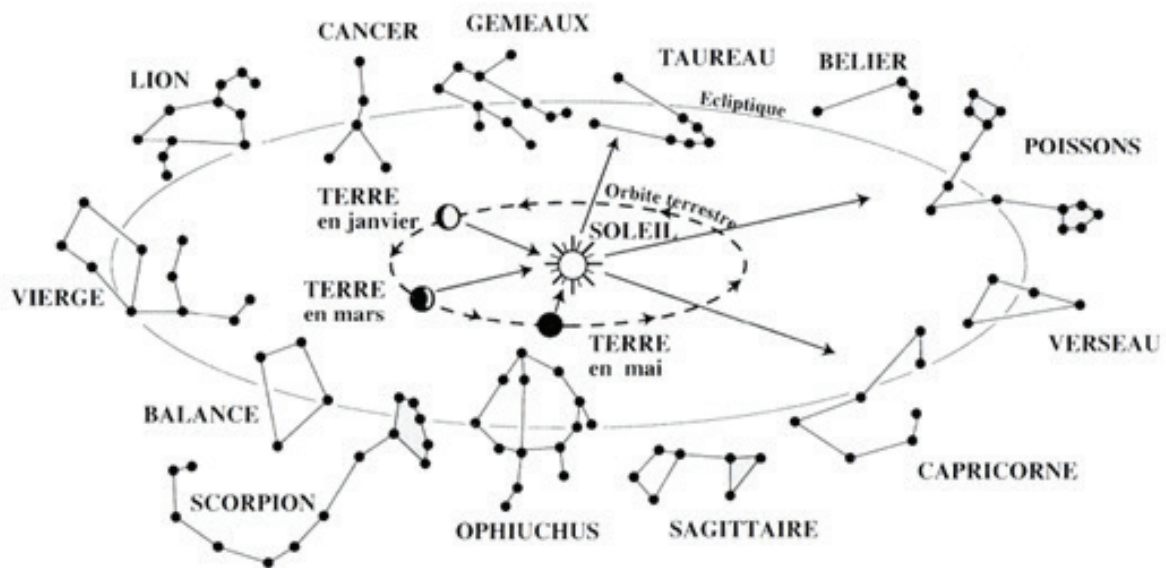 CANCER
GEMEAUX
LION
TAUREAU
BELIER
Ecliptique
POISSONS
TERRE
en janvier
Orbite terrestre
SOLEIL
VIERGE
TERRE
en mars
TERRE
en mai
VERSEAU
BALANCE
CAPRICORNE
SCORPION
OPHIUCHUS
SAGITTAIRE